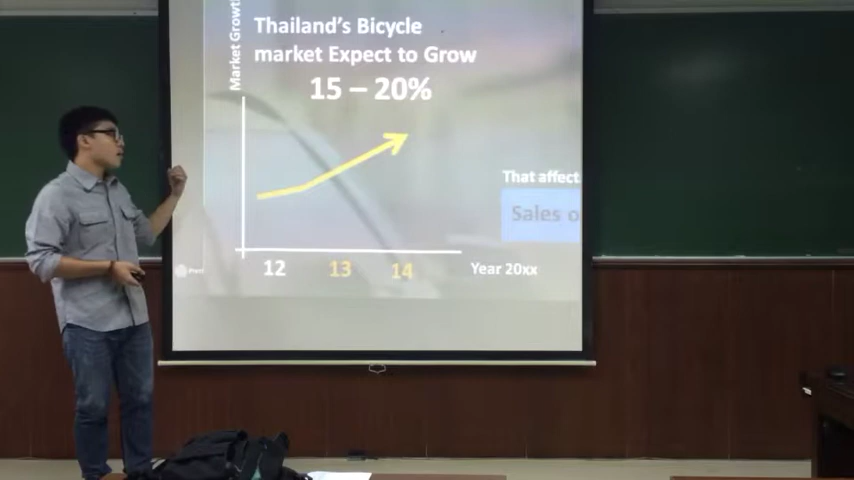 Market Growth
Thailand's Bicycle
market Expect to Grow
15 – 20%
That affect
Sales o
12 13 14 Year 20xx